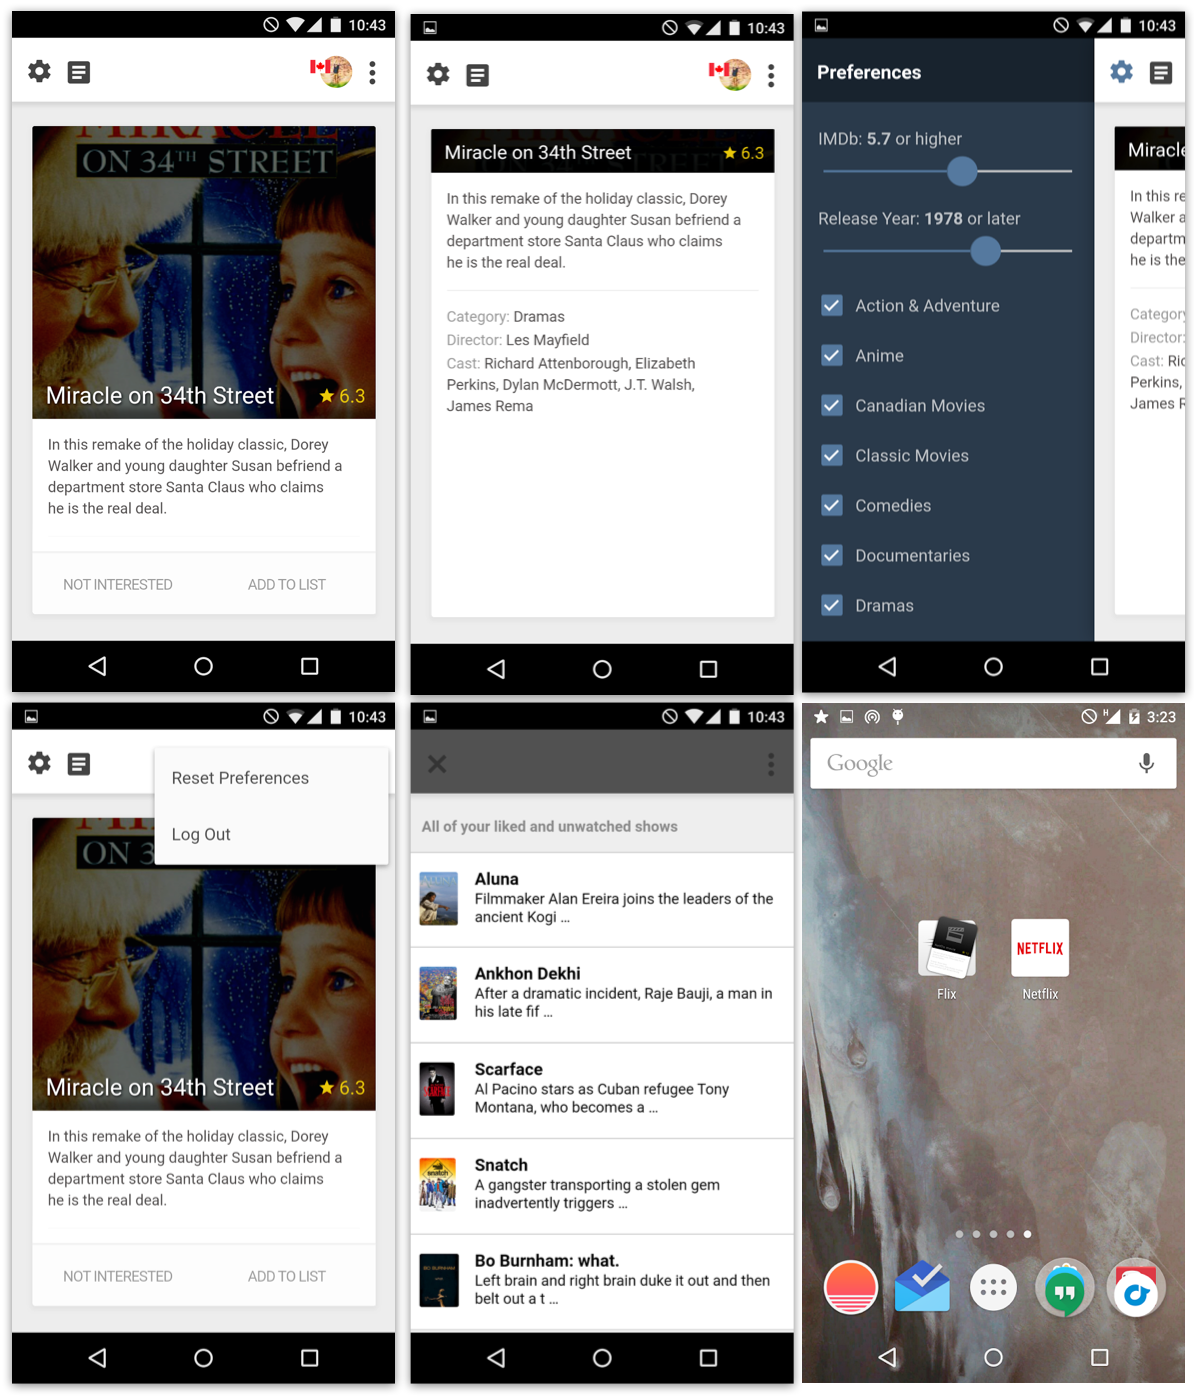 10:43
MIRACLE
ON 34TH STREET
Miracle on 34th Street
6.3
In this remake of the holiday classic, Dorey
Walker and young daughter Susan befriend a
department store Santa Claus who claims
he is the real deal.
NOT INTERESTED
ADD TO LIST
10:43
Miracle on 34th Street
6.3
In this remake of the holiday classic, Dorey
Walker and young daughter Susan befriend a
department store Santa Claus who claims
he is the real deal.
Category: Dramas
Director: Les Mayfield
Cast: Richard Attenborough, Elizabeth
Perkins, Dylan McDermott, J.T. Walsh,
James Rema
10:43
Preferences
IMDb: 5.7 or higher
Release Year: 1978 or later
Action & Adventure
Anime
Canadian Movies
Classic Movies
Comedies
Documentaries
Dramas
Miracle
In this re
Walker a
departm
he is the
Category
Director:
Cast: Ric
Perkins,
James R
10:43
Reset Preferences
Log Out
ON 3
Miracle on 34th Street
6.3
In this remake of the holiday classic, Dorey
Walker and young daughter Susan befriend a
department store Santa Claus who claims
he is the real deal.
NOT INTERESTED
ADD TO LIST
10:43
All of your liked and unwatched shows
Aluna
Filmmaker Alan Ereira joins the leaders of the
ancient Kogi ...
Ankhon Dekhi
After a dramatic incident, Raje Bauji, a man in
his late fif ...
Scarface
Al Pacino stars as Cuban refugee Tony
Montana, who becomes a ...
SCARFACE
Snatch
A gangster transporting a stolen gem
inadvertently triggers ...
snatch
Bo Burnham: what.
Left brain and right brain duke it out and then
belt out a t ...
BO BURNHAM
H
3:23
Google
NETFLIX
Flix
Netflix